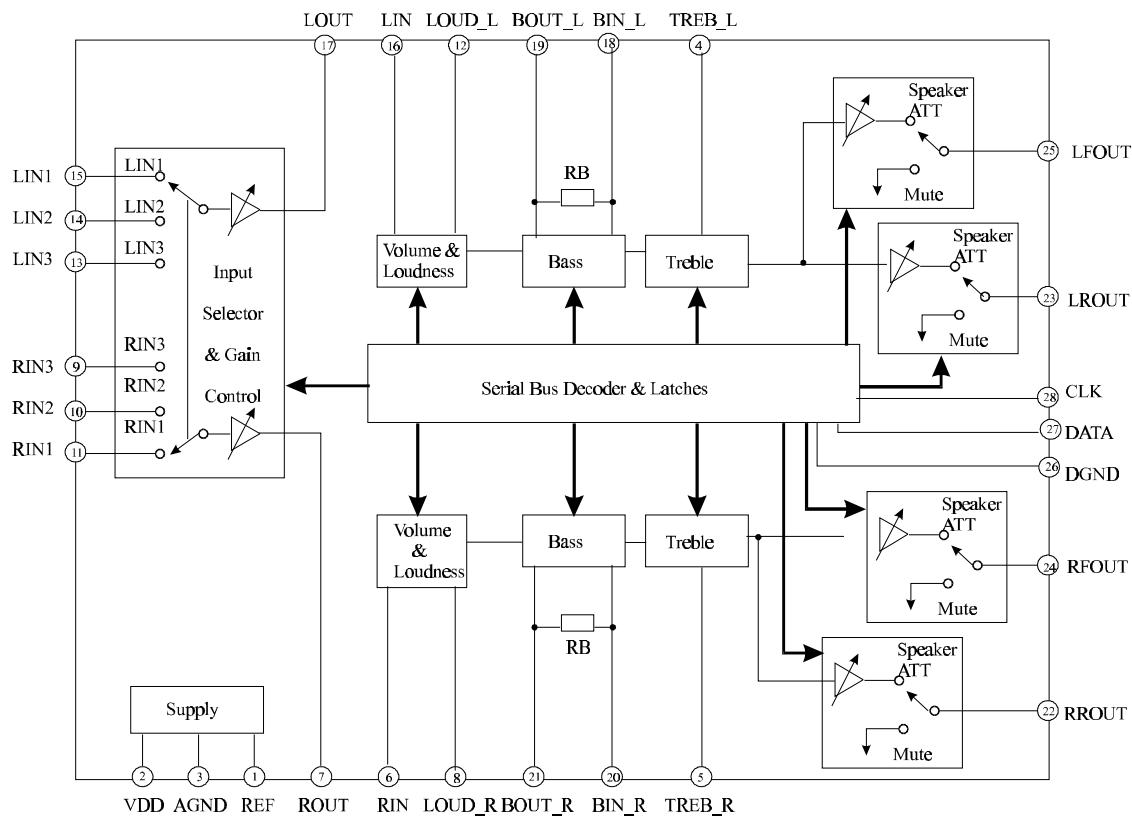 LOUT LIN LOUD_L BOUT_L BIN_L TREB_L
17 16 12 19 18 4
Speaker
ATT
Mute
25 LFOUT
LIN1 15 LIN1
LIN2 14 LIN2
LIN3 13 LIN3
Input
Selector
& Gain
Control
RIN3 9 RIN3
RIN2 10 RIN2
RIN1 11 RIN1
RB
Volume &
Loudness
Bass
Treble
Speaker
ATT
Mute
23 LROUT
Serial Bus Decoder & Latches
28 CLK
27 DATA
26 DGND
Volume
&
Loudness
Bass
Treble
RB
Speaker
ATT
Mute
24 RFOUT
Speaker
ATT
Mute
22 RROUT
Supply
2 3 1 7 6 8 21 20 5
VDD AGND REF ROUT RIN LOUD_R BOUT_R BIN_R TREB_R